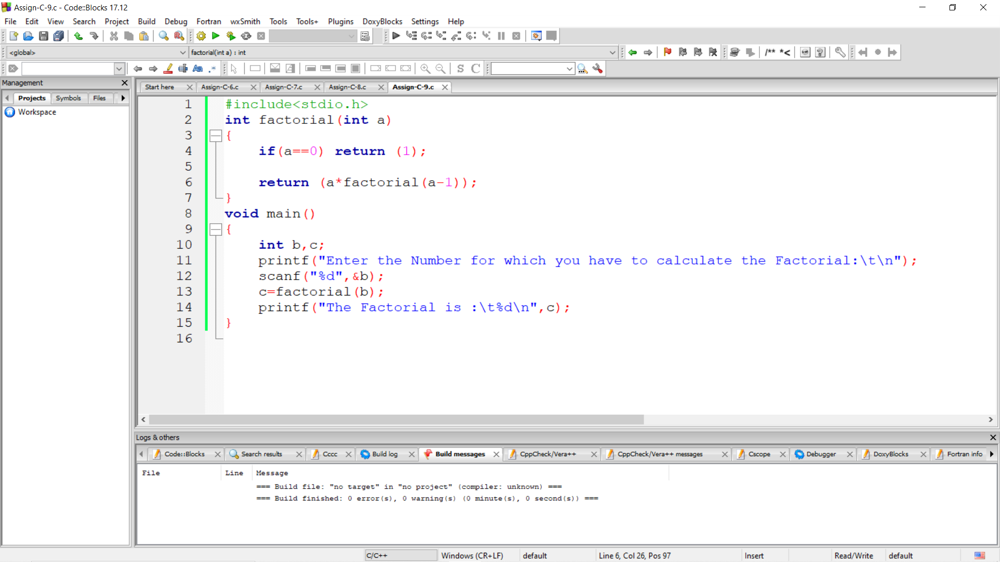 Assign-C-9.c - Code::Blocks 17.12
File Edit View Search Project Build Debug Fortran wxSmith Tools Tools+ Plugins DoxyBlocks Settings Help
<global> factorial(int a) : int
/** *<
Management
Projects Symbols Files
Workspace
Start here Assign-C-6.c Assign-C-7.c Assign-C-8.c Assign-C-9.c
1 #include<stdio.h>
2 int factorial(int a)
3 {
4 if(a==0) return (1);
5
6 return (a*factorial(a-1));
7 }
8 void main()
9 {
10 int b,c;
11 printf("Enter the Number for which you have to calculate the Factorial:\t\n");
12 scanf("%d",&b);
13 c=factorial(b);
14 printf("The Factorial is :\t%d\n",c);
15 }
16
Logs & others
Code::Blocks Search results Cccc Build log Build messages CppCheck/Vera++ CppCheck/Vera++ messages Cscope Debugger DoxyBlocks Fortran info
File Line Message
=== Build file: "no target" in "no project" (compiler: unknown) ===
=== Build finished: 0 error(s), 0 warning(s) (0 minute(s), 0 second(s)) ===
C/C++ Windows (CR+LF) default Line 6, Col 26, Pos 97 Insert Read/Write default